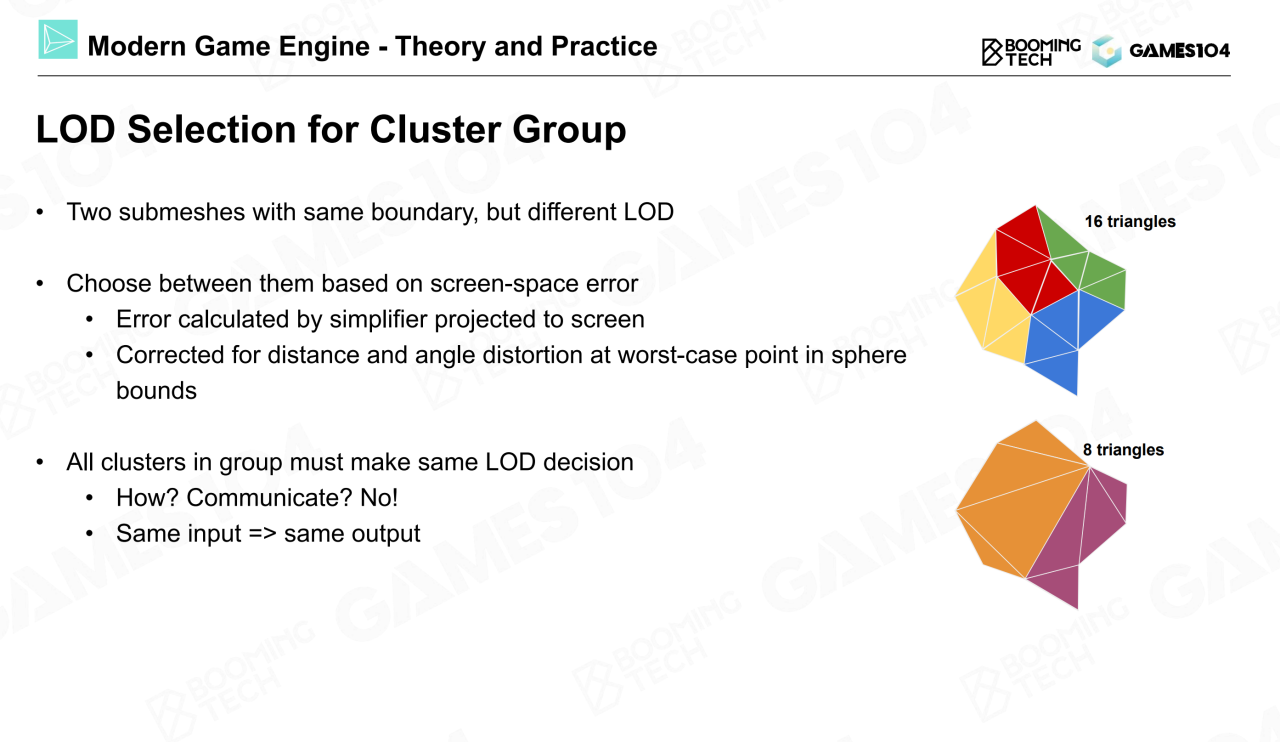 Modern Game Engine - Theory and Practice
BOOMING
TECH
GAMES104
LOD Selection for Cluster Group
• Two submeshes with same boundary, but different LOD
16 triangles
• Choose between them based on screen-space error
• Error calculated by simplifier projected to screen
• Corrected for distance and angle distortion at worst-case point in sphere
bounds
8 triangles
• All clusters in group must make same LOD decision
• How? Communicate? No!
• Same input => same output